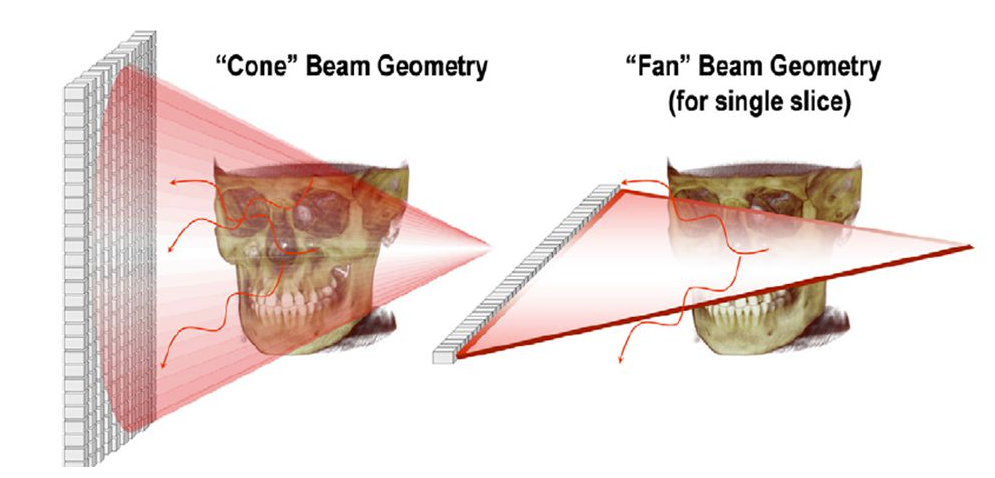 “Cone” Beam Geometry
“Fan” Beam Geometry
(for single slice)